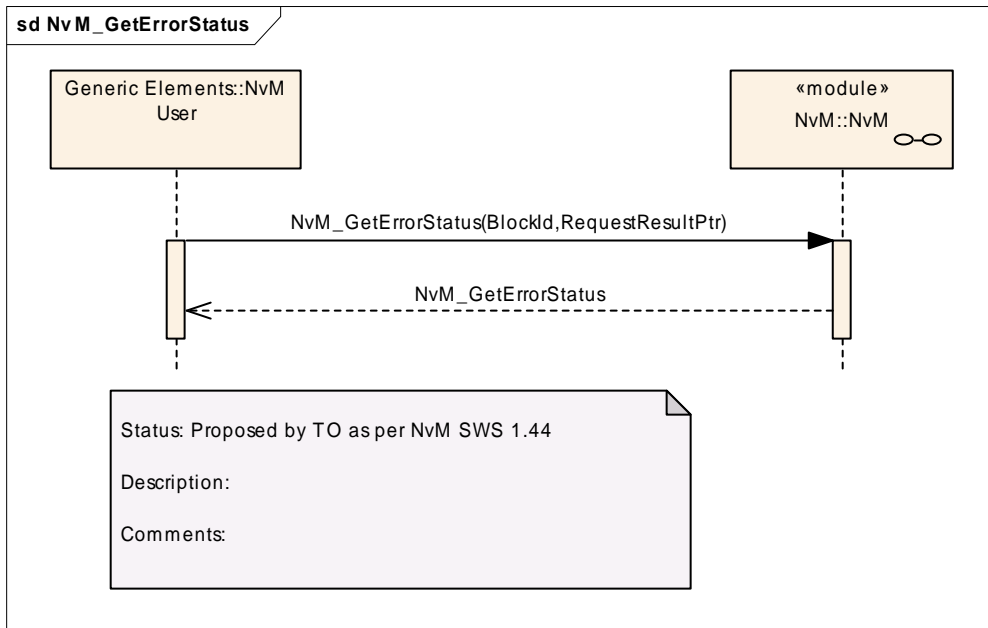 sd NvM_GetErrorStatus
Generic Elements::NvM
User
«module»
NvM::NvM
NvM_GetErrorStatus(BlockId,RequestResultPtr)
NvM_GetErrorStatus
Status: Proposed by TO as per NvM SWS 1.44
Description:
Comments: